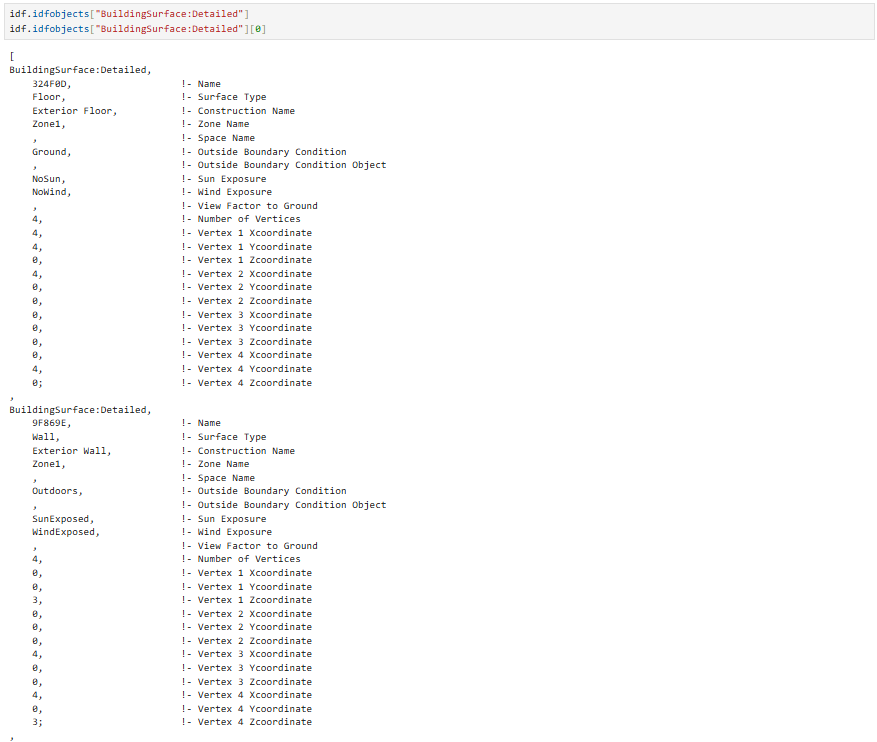 idf.idfobjects["BuildingSurface:Detailed"]
idf.idfobjects["BuildingSurface:Detailed"][0]
[
BuildingSurface:Detailed,
324F0D, !- Name
Floor, !- Surface Type
Exterior Floor, !- Construction Name
Zone1, !- Zone Name
, !- Space Name
Ground, !- Outside Boundary Condition
, !- Outside Boundary Condition Object
NoSun, !- Sun Exposure
NoWind, !- Wind Exposure
, !- View Factor to Ground
4, !- Number of Vertices
4, !- Vertex 1 Xcoordinate
4, !- Vertex 1 Ycoordinate
0, !- Vertex 1 Zcoordinate
4, !- Vertex 2 Xcoordinate
0, !- Vertex 2 Ycoordinate
0, !- Vertex 2 Zcoordinate
0, !- Vertex 3 Xcoordinate
0, !- Vertex 3 Ycoordinate
0, !- Vertex 3 Zcoordinate
0, !- Vertex 4 Xcoordinate
4, !- Vertex 4 Ycoordinate
0; !- Vertex 4 Zcoordinate
,
BuildingSurface:Detailed,
9F869E, !- Name
Wall, !- Surface Type
Exterior Wall, !- Construction Name
Zone1, !- Zone Name
, !- Space Name
Outdoors, !- Outside Boundary Condition
, !- Outside Boundary Condition Object
SunExposed, !- Sun Exposure
WindExposed, !- Wind Exposure
, !- View Factor to Ground
4, !- Number of Vertices
0, !- Vertex 1 Xcoordinate
0, !- Vertex 1 Ycoordinate
3, !- Vertex 1 Zcoordinate
0, !- Vertex 2 Xcoordinate
0, !- Vertex 2 Ycoordinate
0, !- Vertex 2 Zcoordinate
4, !- Vertex 3 Xcoordinate
0, !- Vertex 3 Ycoordinate
0, !- Vertex 3 Zcoordinate
4, !- Vertex 4 Xcoordinate
0, !- Vertex 4 Ycoordinate
3; !- Vertex 4 Zcoordinate
,